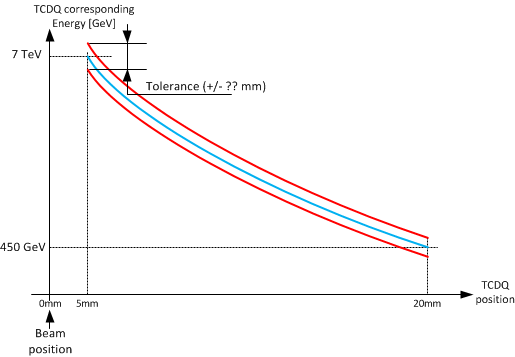 TCDQ corresponding
Energy [GeV]
7 TeV
Tolerance (+/- ?? mm)
450 GeV
TCDQ
position
0mm
5mm
20mm
Beam
position